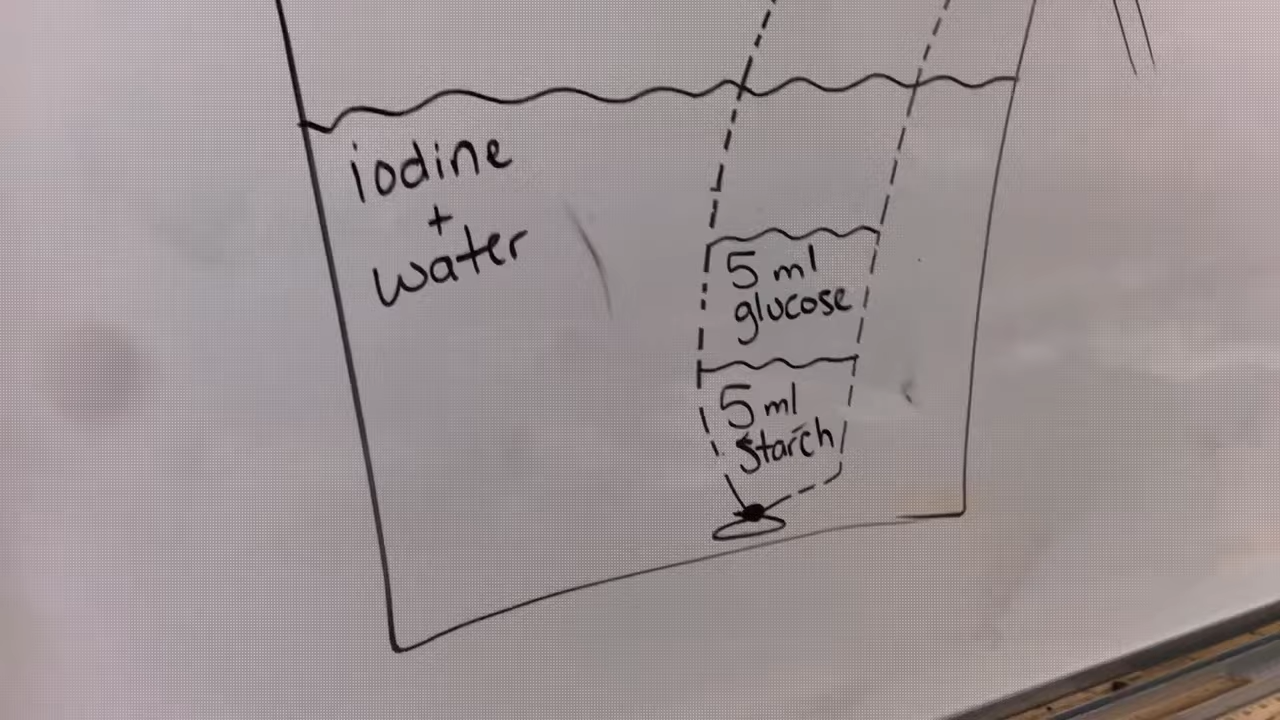 iodine
+
water
5 ml
glucose
5 ml
starch